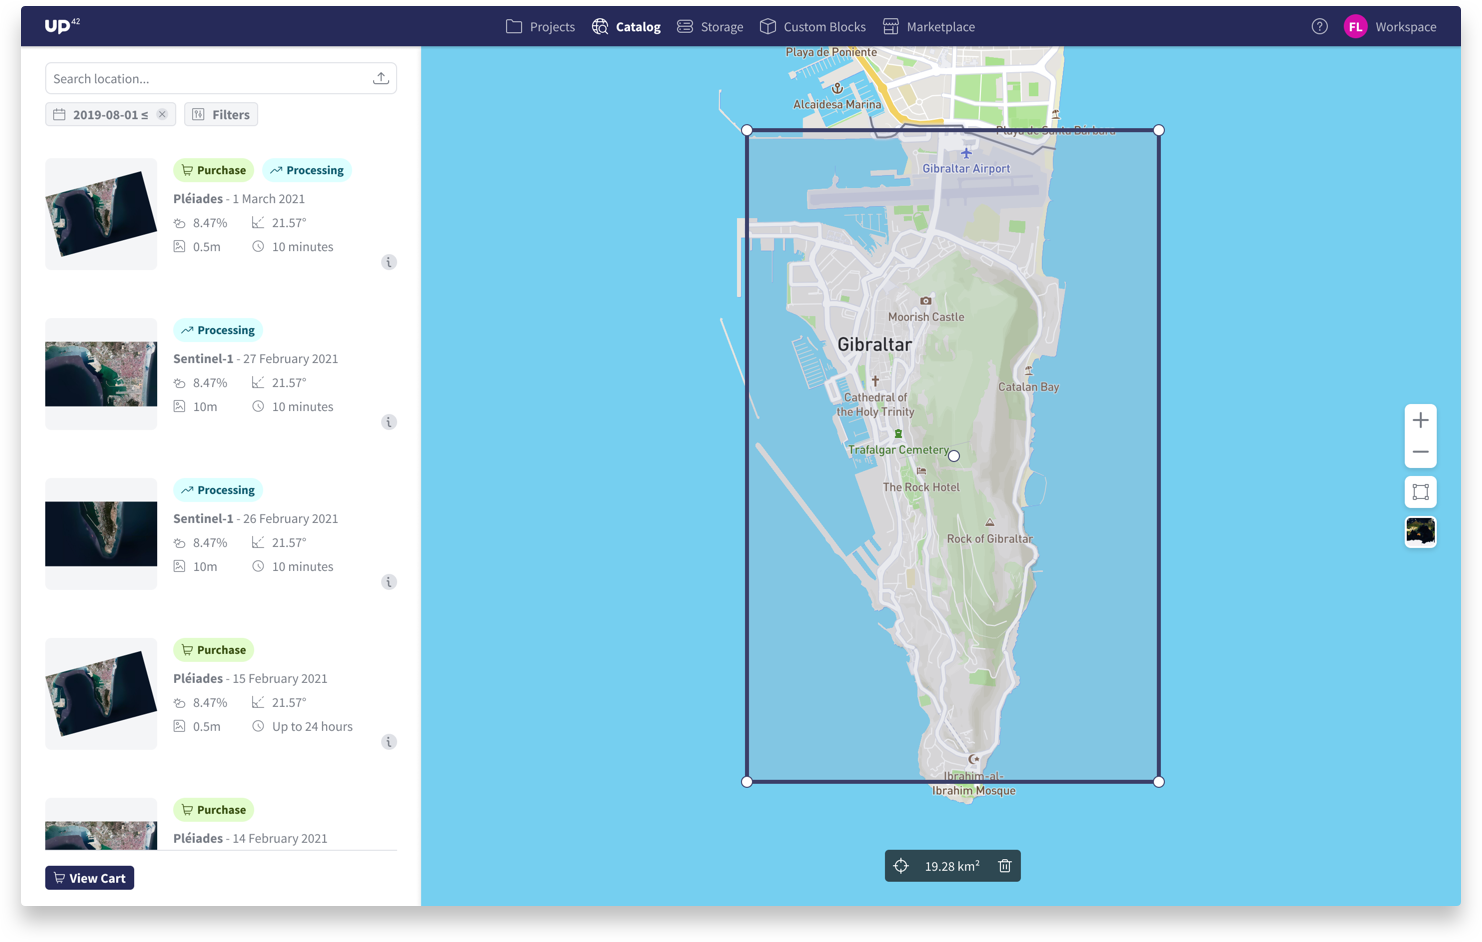 UP42
Projects
Catalog
Storage
Custom Blocks
Marketplace
FL
Workspace
Search location...
2019-08-01 ≤
Filters
Purchase
Processing
Pléiades - 1 March 2021
8.47%
21.57°
0.5m
10 minutes
Processing
Sentinel-1 - 27 February 2021
8.47%
21.57°
10m
10 minutes
Processing
Sentinel-1 - 26 February 2021
8.47%
21.57°
10m
10 minutes
Purchase
Pléiades - 15 February 2021
8.47%
21.57°
0.5m
Up to 24 hours
Purchase
Pléiades - 14 February 2021
View Cart
Playa de Poniente
Alcaidesa Marina
Playa de Santa Bárbara
Gibraltar Airport
Moorish Castle
Gibraltar
Catalan Bay
Cathedral of
the Holy Trinity
Trafalgar Cemetery
The Rock Hotel
Rock of Gibraltar
Ibrahim-al-
Ibrahim Mosque
19.28 km²